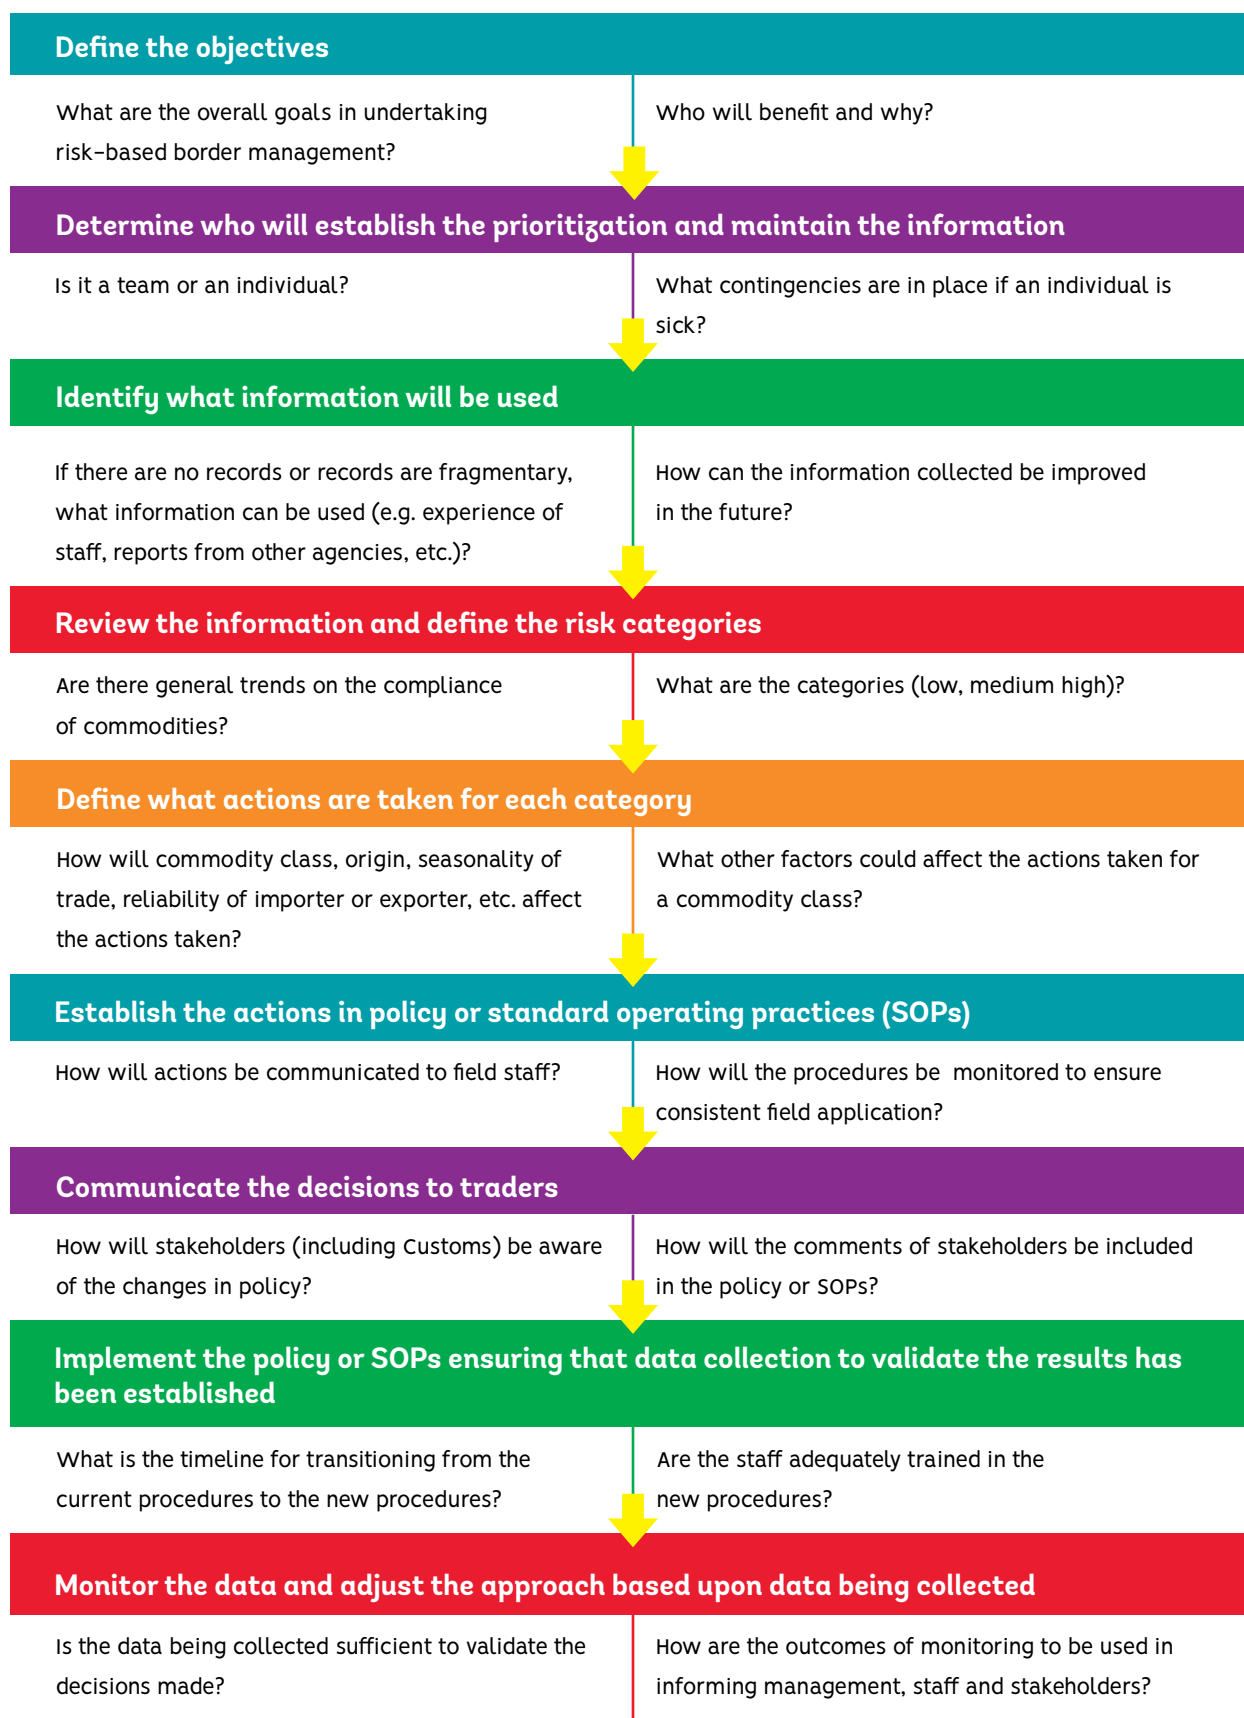 Define the objectives
What are the overall goals in undertaking
risk-based border management?
Who will benefit and why?
Determine who will establish the prioritization and maintain the information
Is it a team or an individual?
What contingencies are in place if an individual is
sick?
Identify what information will be used
If there are no records or records are fragmentary,
what information can be used (e.g. experience of
staff, reports from other agencies, etc.)?
How can the information collected be improved
in the future?
Review the information and define the risk categories
Are there general trends on the compliance
of commodities?
What are the categories (low, medium high)?
Define what actions are taken for each category
How will commodity class, origin, seasonality of
trade, reliability of importer or exporter, etc. affect
the actions taken?
What other factors could affect the actions taken for
a commodity class?
Establish the actions in policy or standard operating practices (SOPs)
How will actions be communicated to field staff?
How will the procedures be  monitored to ensure
consistent field application?
Communicate the decisions to traders
How will stakeholders (including Customs) be aware
of the changes in policy?
How will the comments of stakeholders be included
in the policy or SOPs?
Implement the policy or SOPs ensuring that data collection to validate the results has
been established
What is the timeline for transitioning from the
current procedures to the new procedures?
Are the staff adequately trained in the
new procedures?
Monitor the data and adjust the approach based upon data being collected
Is the data being collected sufficient to validate the
decisions made?
How are the outcomes of monitoring to be used in
informing management, staff and stakeholders?